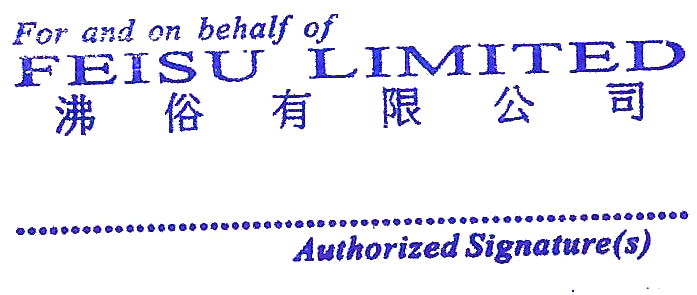 For and on behalf of
FEISU LIMITED
沸俗有限公司
Authorized Signature(s)